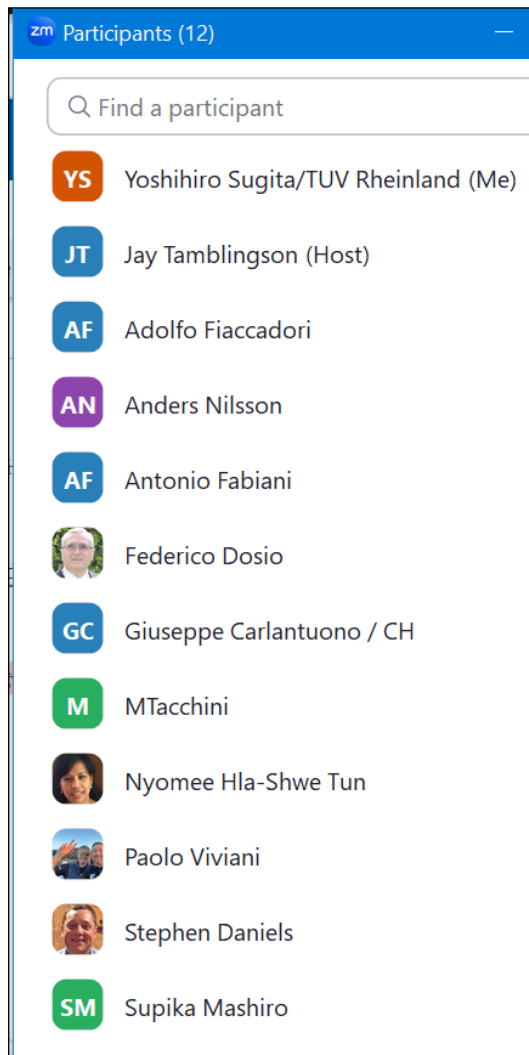 zm Participants (12)
Find a participant
YS Yoshihiro Sugita/TUV Rheinland (Me)
JT Jay Tamblingson (Host)
AF Adolfo Fiaccadori
AN Anders Nilsson
AF Antonio Fabiani
Federico Dosio
GC Giuseppe Carlantuono / CH
M MTacchini
Nyomee Hla-Shwe Tun
Paolo Viviani
Stephen Daniels
SM Supika Mashiro